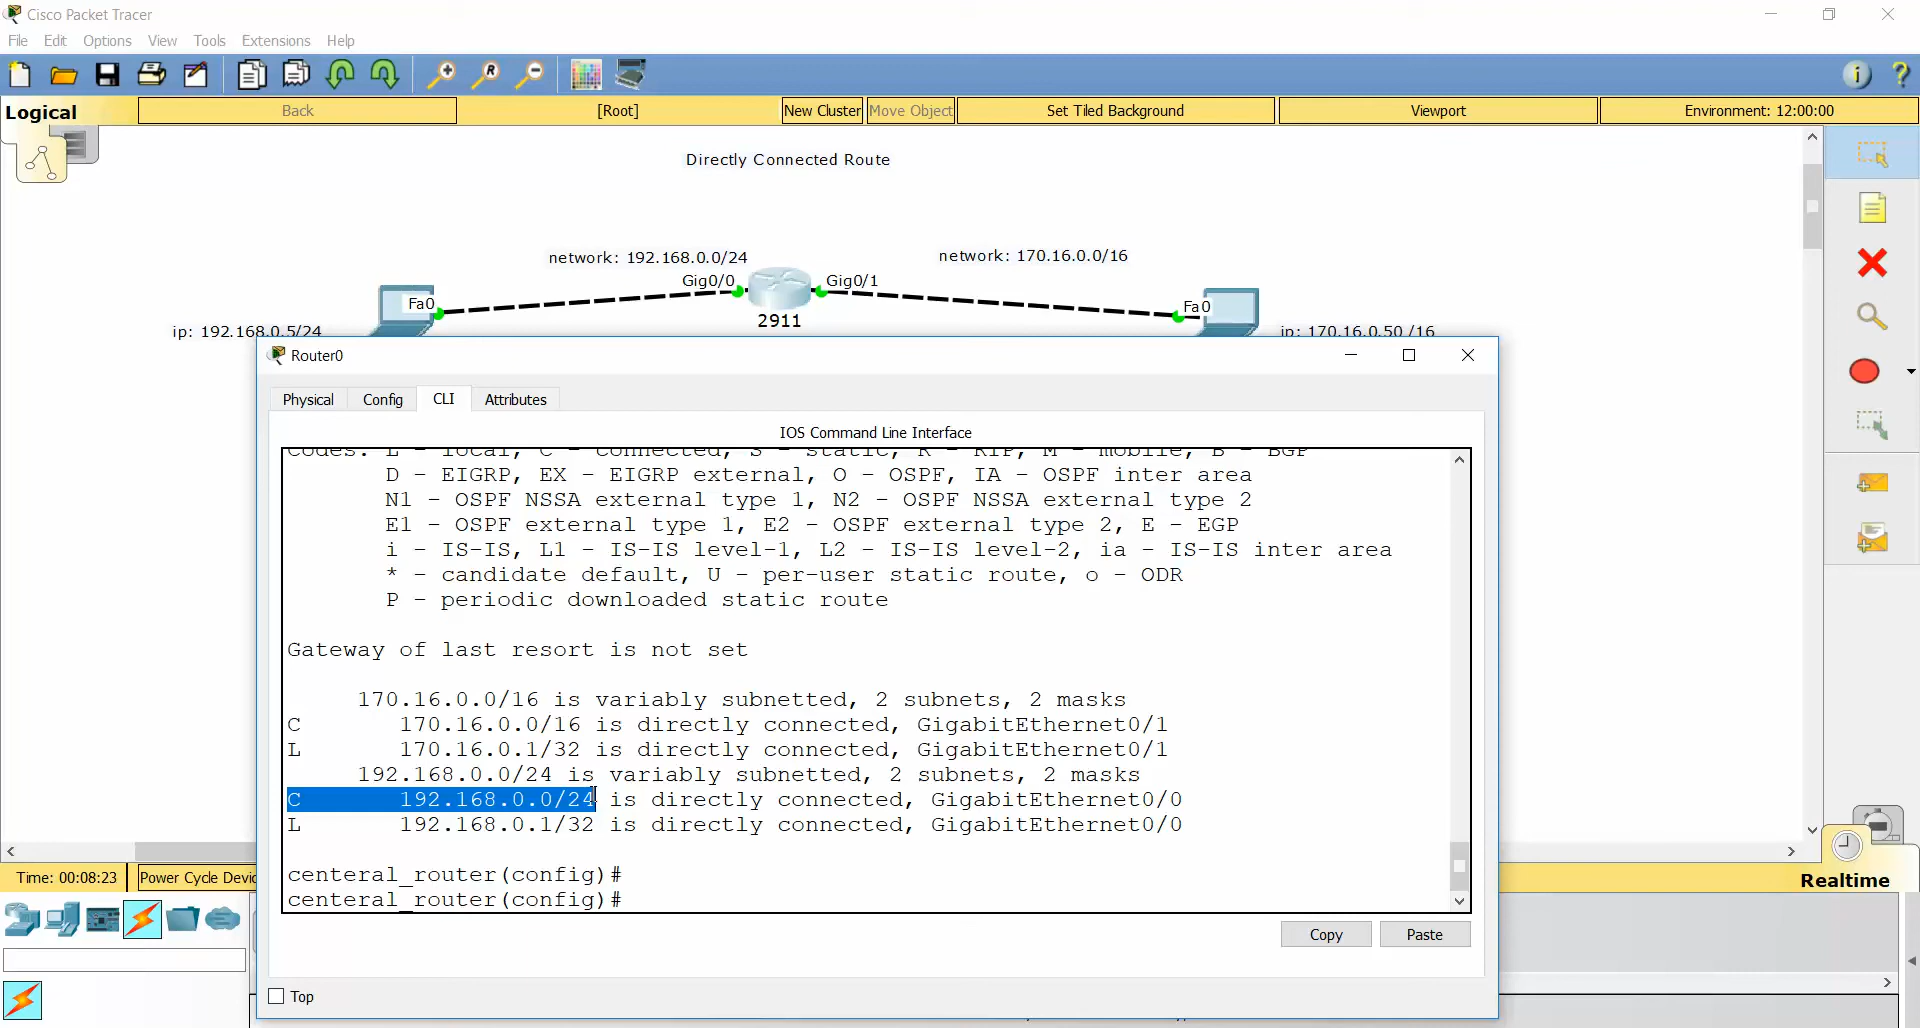 Cisco Packet Tracer
File Edit Options View Tools Extensions Help
R
i ?
Logical Back [Root] New Cluster Move Object Set Tiled Background Viewport Environment: 12:00:00
Directly Connected Route
network: 192.168.0.0/24 network: 170.16.0.0/16
Gig0/0 Gig0/1
Fa0 Fa0
2911
ip: 192.168.0.5/24 ip: 170.16.0.50 /16
Router0
Physical Config CLI Attributes
IOS Command Line Interface
Codes: L - local, C - connected, S - static, R - RIP, M - mobile, B - BGP
D - EIGRP, EX - EIGRP external, O - OSPF, IA - OSPF inter area
N1 - OSPF NSSA external type 1, N2 - OSPF NSSA external type 2
E1 - OSPF external type 1, E2 - OSPF external type 2, E - EGP
i - IS-IS, L1 - IS-IS level-1, L2 - IS-IS level-2, ia - IS-IS inter area
* - candidate default, U - per-user static route, o - ODR
P - periodic downloaded static route
Gateway of last resort is not set
170.16.0.0/16 is variably subnetted, 2 subnets, 2 masks
C 170.16.0.0/16 is directly connected, GigabitEthernet0/1
L 170.16.0.1/32 is directly connected, GigabitEthernet0/1
192.168.0.0/24 is variably subnetted, 2 subnets, 2 masks
C 192.168.0.0/24 is directly connected, GigabitEthernet0/0
L 192.168.0.1/32 is directly connected, GigabitEthernet0/0
centeral_router(config)#
centeral_router(config)#
Copy Paste
Top
Time: 00:08:23 Power Cycle Devic
Realtime